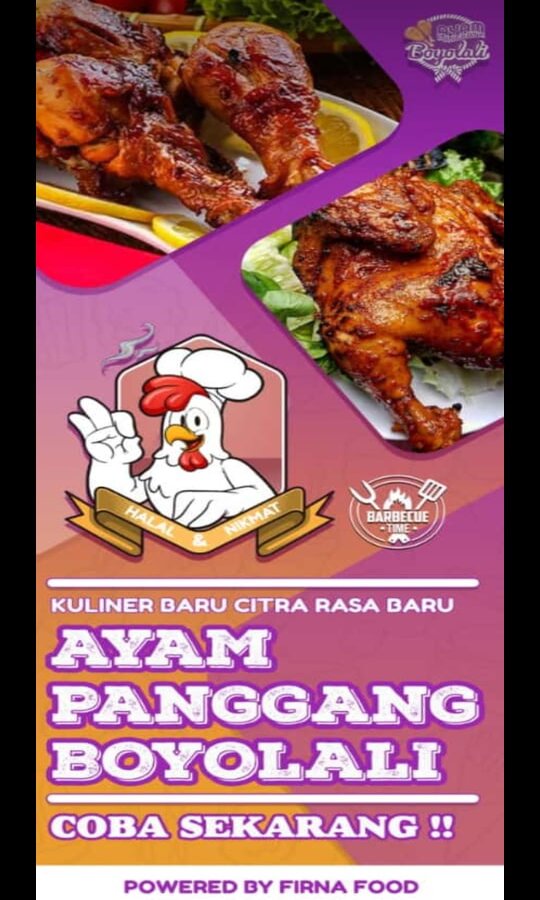 AYAM
Boyolali
HALAL & NIKMAT
BARBECUE
TIME
KULINER BARU CITRA RASA BARU
AYAM
PANGGANG
BOYOLALI
COBA SEKARANG !!
POWERED BY FIRNA FOOD